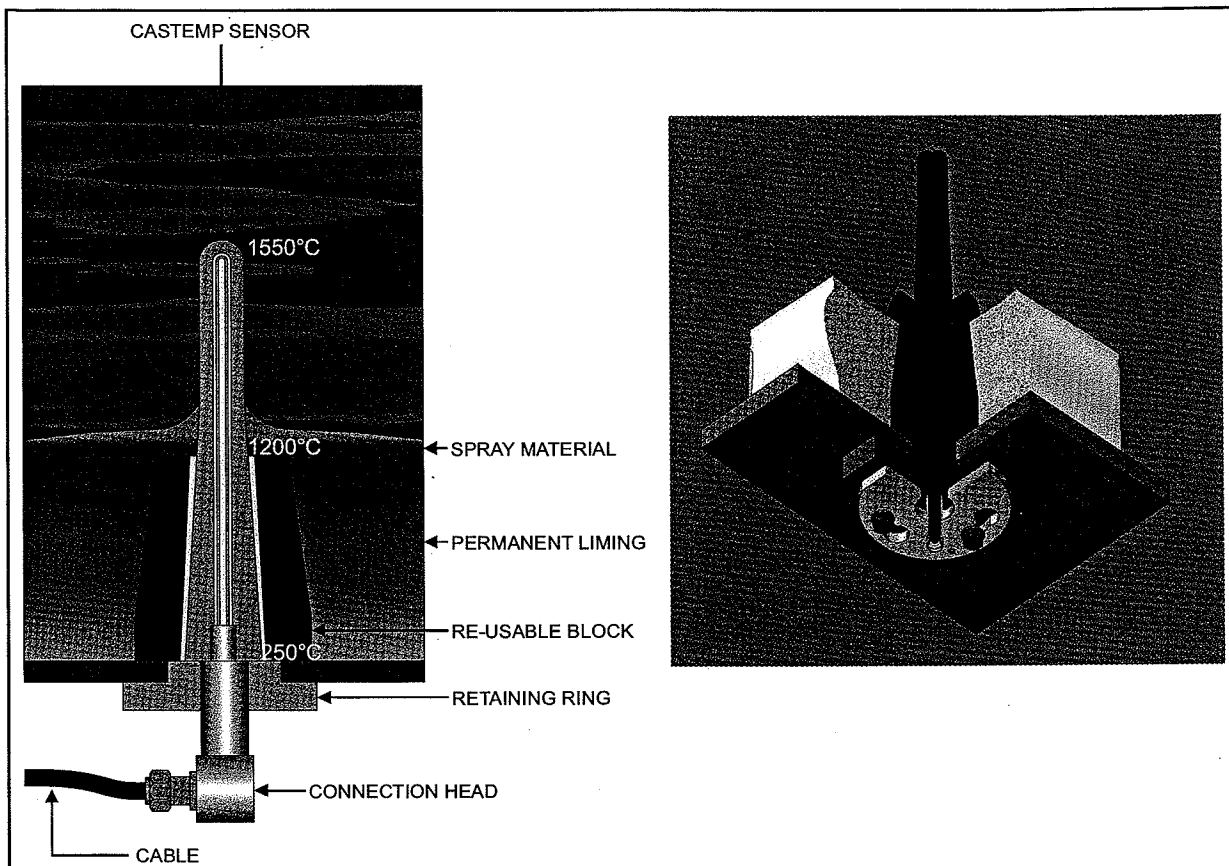 CASTEMP SENSOR
1550°C
1200°C
SPRAY MATERIAL
PERMANENT LIMING
RE-USABLE BLOCK
250°C
RETAINING RING
CONNECTION HEAD
CABLE